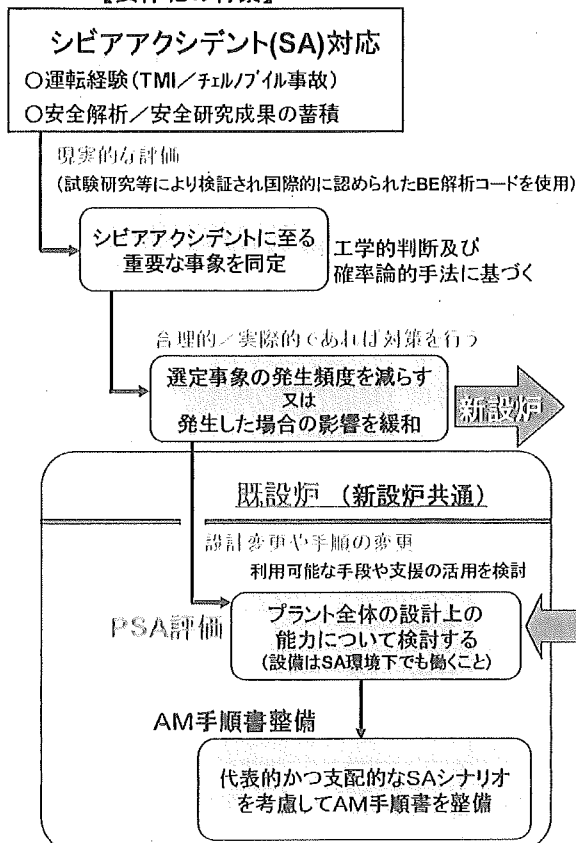 シビアアクシデント(SA)対応
○運転経験(TMI/チェルノブイル事故)
○安全解析/安全研究成果の蓄積
現実的な評価
(試験研究等により検証され国際的に認められたBE解析コードを使用)
シビアアクシデントに至る
重要な事象を同定
工学的判断及び
確率論的手法に基づく
合理的/実際的であれば対策を行う
選定事象の発生頻度を減らす
又は
発生した場合の影響を緩和
新設炉
既設炉 (新設炉共通)
設計変更や手順の変更
利用可能な手段や支援の活用を検討
PSA評価
プラント全体の設計上の
能力について検討する
(設備はSA環境下でも働くこと)
AM手順書整備
代表的かつ支配的なSAシナリオ
を考慮してAM手順書を整備